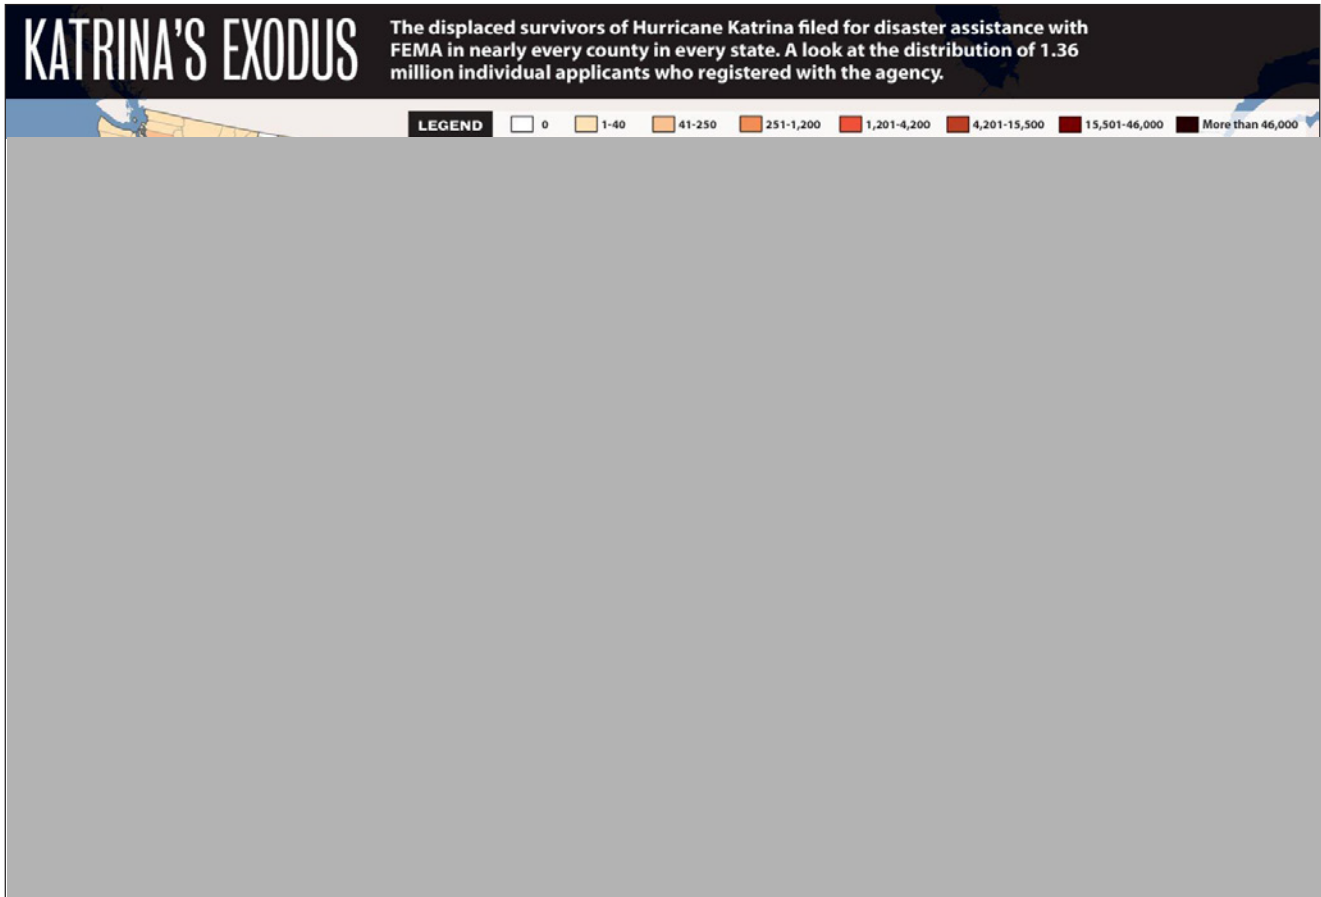 KATRINA'S EXODUS
The displaced survivors of Hurricane Katrina filed for disaster assistance with
FEMA in nearly every county in every state. A look at the distribution of 1.36
million individual applicants who registered with the agency.
LEGEND 0 1-40 41-250 251-1,200 1,201-4,200 4,201-15,500 15,501-46,000 More than 46,000